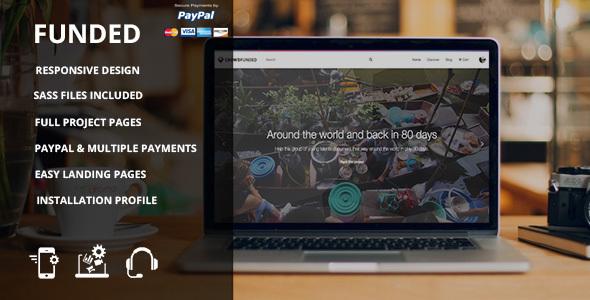 Secure Payments by
PayPal
VISA
FUNDED
RESPONSIVE DESIGN
SASS FILES INCLUDED
FULL PROJECT PAGES
PAYPAL & MULTIPLE PAYMENTS
EASY LANDING PAGES
INSTALLATION PROFILE
CROWDFUNDED
Search
Home
Discover
Blog
Cart
Around the world and back in 80 days